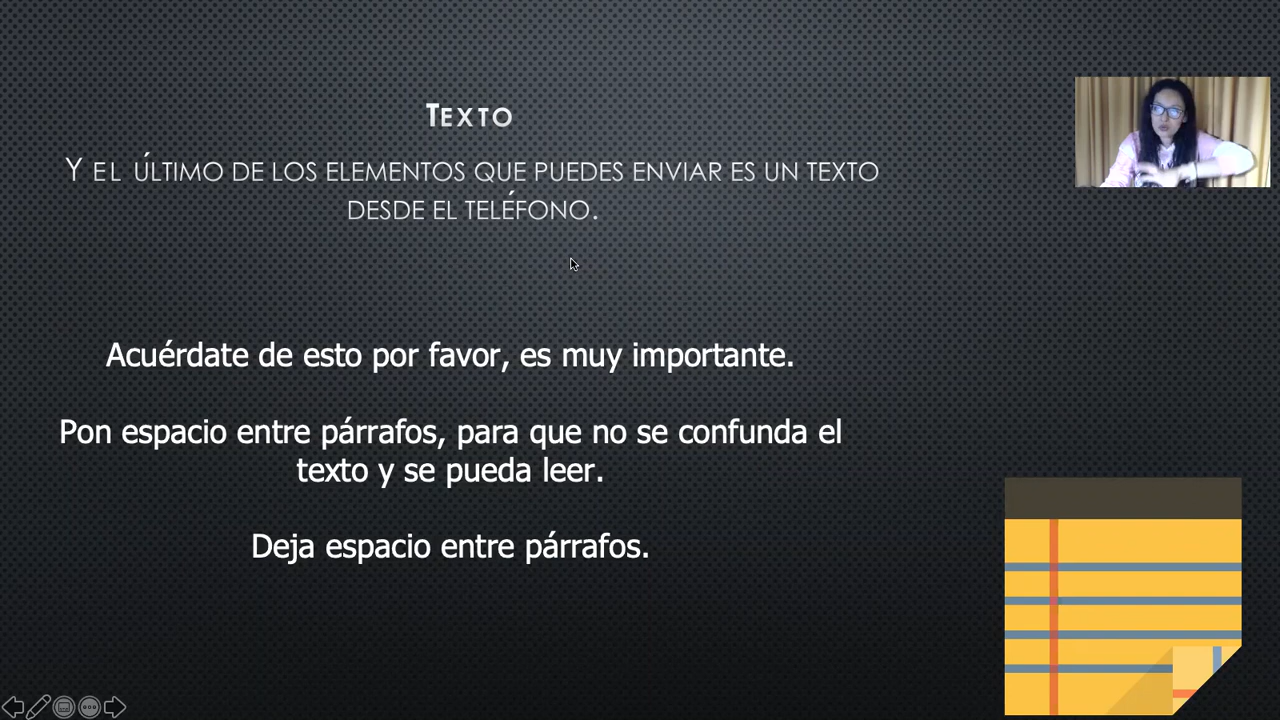 Texto
Y el último de los elementos que puedes enviar es un texto
desde el teléfono.
Acuérdate de esto por favor, es muy importante.
Pon espacio entre párrafos, para que no se confunda el
texto y se pueda leer.
Deja espacio entre párrafos.